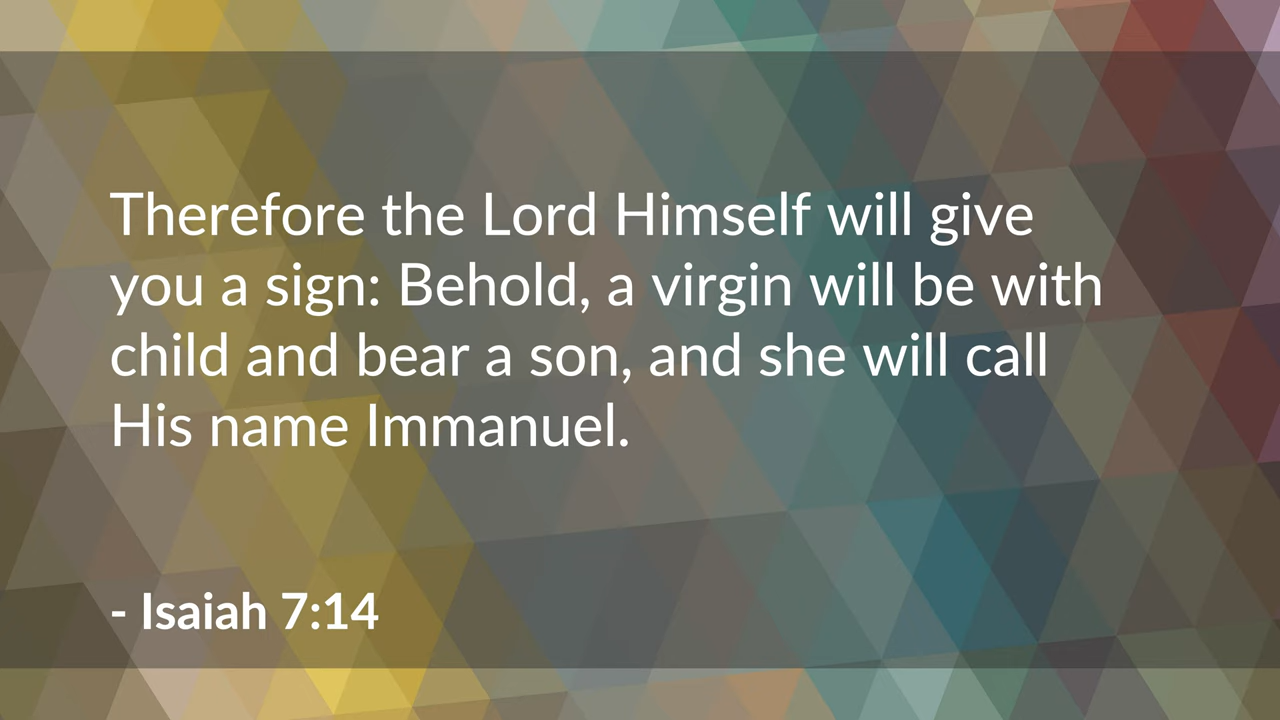 Therefore the Lord Himself will give
you a sign: Behold, a virgin will be with
child and bear a son, and she will call
His name Immanuel.
- Isaiah 7:14